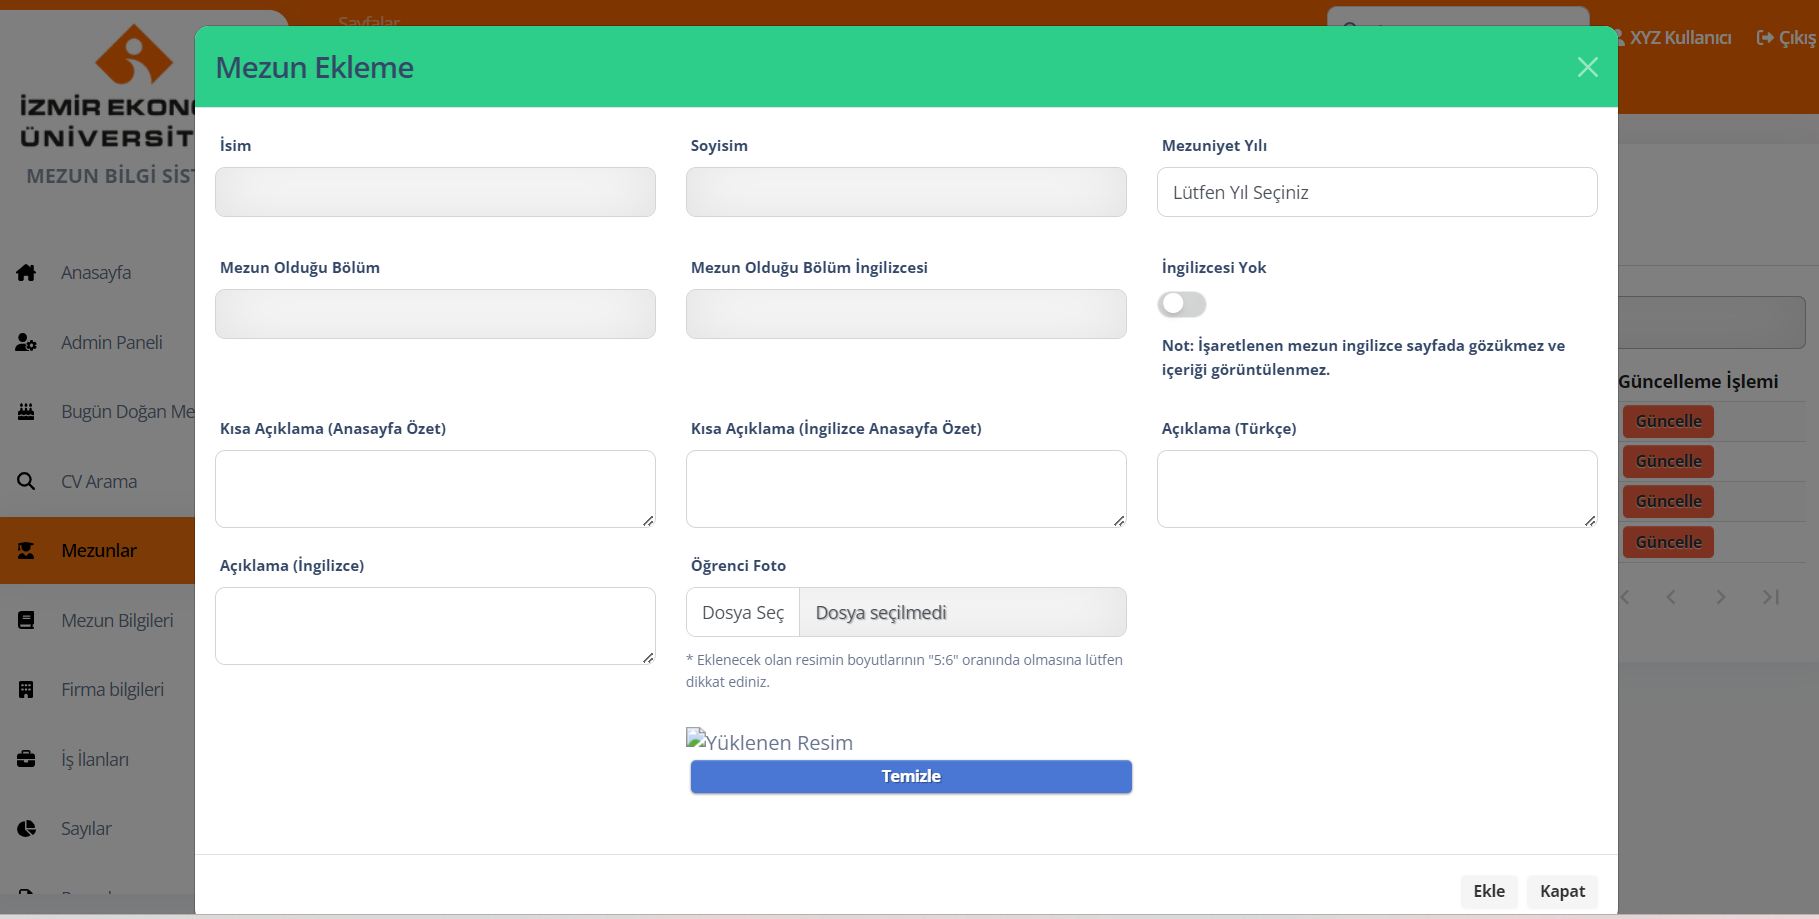 Sayfalar
XYZ Kullanıcı
Çıkış
İZMİR EKON
ÜNİVERSİT
MEZUN BİLGİ SİST
Anasayfa
Admin Paneli
Bugün Doğan Me
CV Arama
Mezunlar
Mezun Bilgileri
Firma bilgileri
İş İlanları
Sayılar
Mezun Ekleme
İsim
Soyisim
Mezuniyet Yılı
Lütfen Yıl Seçiniz
Mezun Olduğu Bölüm
Mezun Olduğu Bölüm İngilizcesi
İngilizcesi Yok
Not: İşaretlenen mezun ingilizce sayfada gözükmez ve
içeriği görüntülenmez.
Kısa Açıklama (Anasayfa Özet)
Kısa Açıklama (İngilizce Anasayfa Özet)
Açıklama (Türkçe)
Açıklama (İngilizce)
Öğrenci Foto
Dosya Seç
Dosya seçilmedi
* Eklenecek olan resimin boyutlarının "5:6" oranında olmasına lütfen
dikkat ediniz.
Yüklenen Resim
Temizle
Ekle
Kapat
Güncelleme İşlemi
Güncelle
Güncelle
Güncelle
Güncelle